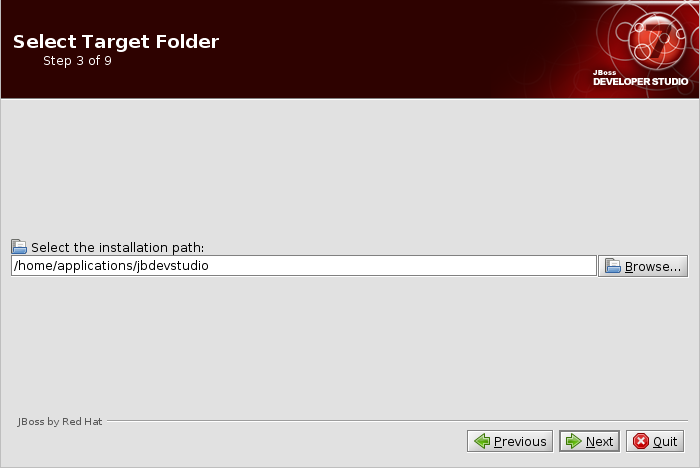 Select Target Folder
Step 3 of 9
7
JBoss
DEVELOPER STUDIO
Select the installation path:
/home/applications/jbdevstudio
Browse...
JBoss by Red Hat
Previous
Next
Quit